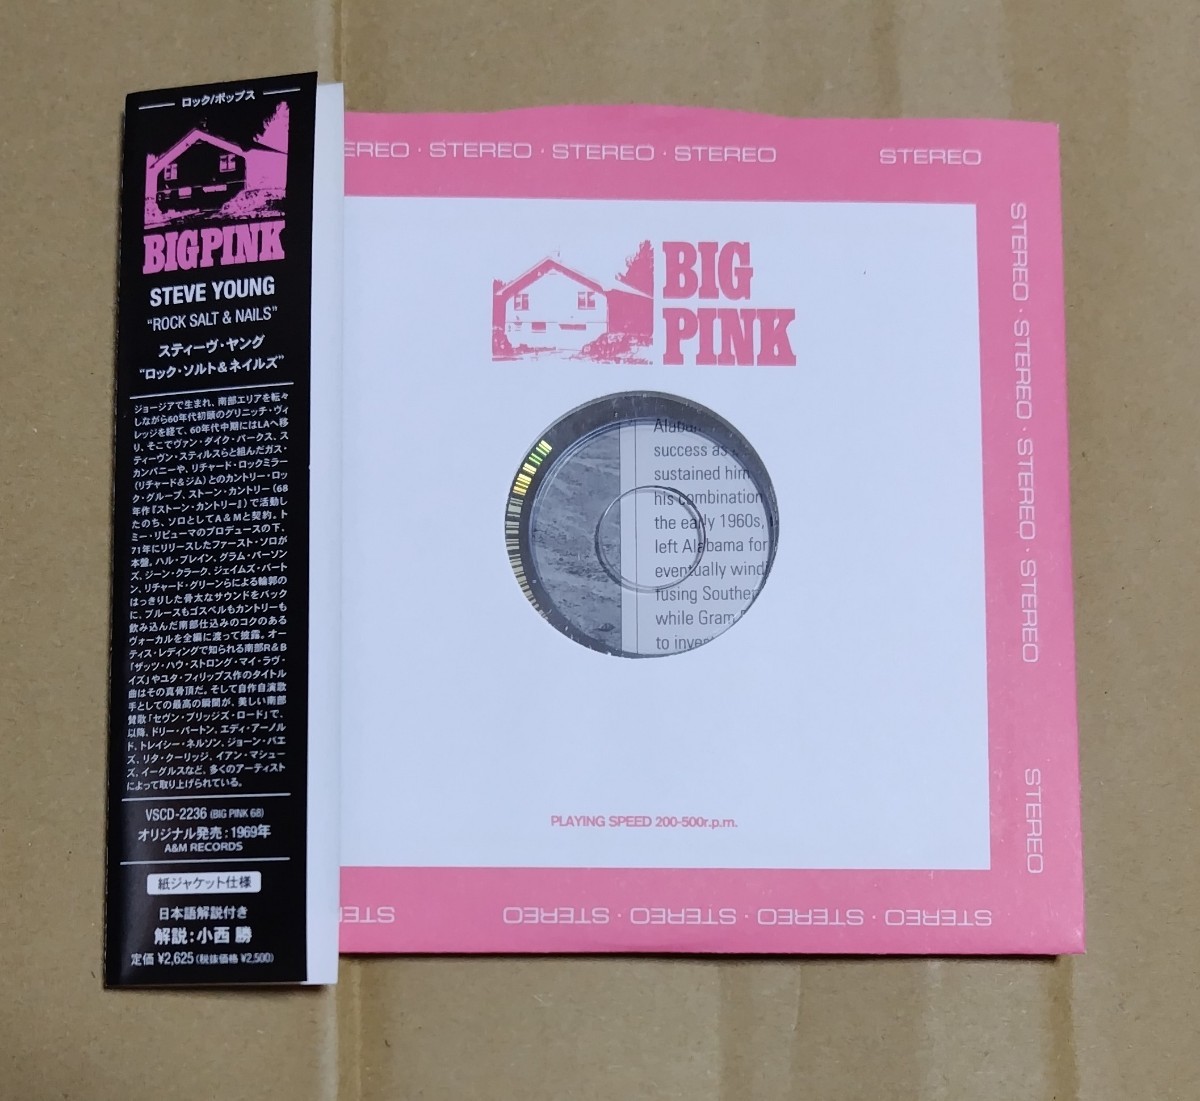 ロック/ポップス
BIG PINK
STEVE YOUNG
"ROCK SALT & NAILS"
スティーヴ・ヤング
"ロック・ソルト&ネイルズ"
ジョージアで生まれ、南部エリアを転々
しながら60年代初頭のグリニッチ・ヴィ
レッジを経て、60年代中期にはLAへ移
り、そこでヴァン・ダイク・パークス、ス
ティーヴン・スティルスらと組んだガス・
カンパニーや、リチャード・ロックミラー
(リチャード&ジム)とのカントリー・ロッ
ク・グループ、ストーン・カントリー(68
年作『ストーン・カントリー』)で活動し
たのち、ソロとしてA&Mと契約。ト
ミー・リピューマのプロデュースの下、
71年にリリースしたファースト・ソロが
本盤。ハル・ブレイン、グラム・パーソン
ズ、ジーン・クラーク、ジェイムズ・バート
ン、リチャード・グリーンらによる輪郭の
はっきりした骨太なサウンドをバック
に、ブルースもゴスペルもカントリーも
飲み込んだ南部仕込みのコクのある
ヴォーカルを全編に渡って披露。オー
ティス・レディングで知られる南部R&B
「ザッツ・ハウ・ストロング・マイ・ラヴ・
イズ」やユタ・フィリップス作のタイトル
曲はその真骨頂だ。そして自作自演歌
手としての最高の瞬間が、美しい南部
賛歌「セヴン・ブリッジズ・ロード」で、
以降、ドリー・パートン、エディ・アーノル
ド、トレイシー・ネルソン、ジョーン・バエ
ズ、リタ・クーリッジ、イアン・マシュー
ズ、イーグルスなど、多くのアーティスト
によって取り上げられている。
VSCD-2236 (BIG PINK 68)
オリジナル発売:1969年
A&M RECORDS
紙ジャケット仕様
日本語解説付き
解説:小西 勝
定価 ¥2,625 (税抜価格 ¥2,500)
EREO · STEREO · STEREO · STEREO
STEREO
STEREO · STEREO · STEREO · STEREO
STEREO
BIG
PINK
Alabam
success as
sustained him
his combination
the early 1960s,
left Alabama for
eventually wind
fusing Souther
while Gram
to inves
PLAYING SPEED 200-500r.p.m.
STEREO · STEREO · STEREO · STEREO
STE